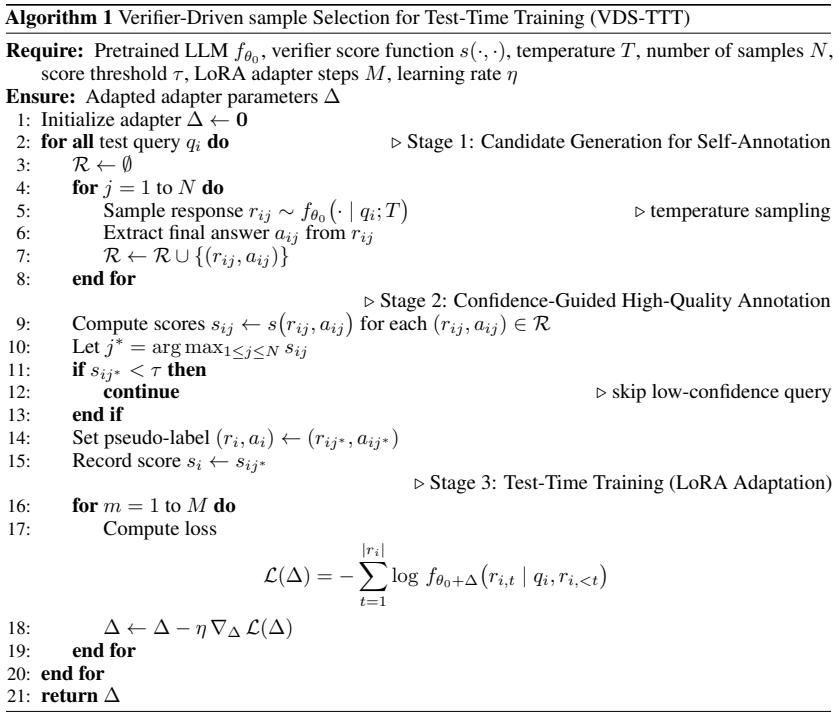 Algorithm 1 Verifier-Driven sample Selection for Test-Time Training (VDS-TTT)
Require: Pretrained LLM $f_{\theta_0}$, verifier score function $s(\cdot,\cdot)$, temperature $T$, number of samples $N$,
score threshold $\tau$, LoRA adapter steps $M$, learning rate $\eta$
Ensure: Adapted adapter parameters $\Delta$
1: Initialize adapter $\Delta \leftarrow \mathbf{0}$
2: for all test query $q_i$ do ▷ Stage 1: Candidate Generation for Self-Annotation
3: $\mathcal{R} \leftarrow \emptyset$
4: for $j = 1$ to $N$ do
5: Sample response $r_{ij} \sim f_{\theta_0}(\cdot \mid q_i; T)$ ▷ temperature sampling
6: Extract final answer $a_{ij}$ from $r_{ij}$
7: $\mathcal{R} \leftarrow \mathcal{R} \cup \{(r_{ij}, a_{ij})\}$
8: end for
▷ Stage 2: Confidence-Guided High-Quality Annotation
9: Compute scores $s_{ij} \leftarrow s(r_{ij}, a_{ij})$ for each $(r_{ij}, a_{ij}) \in \mathcal{R}$
10: Let $j^* = \arg\max_{1 \le j \le N} s_{ij}$
11: if $s_{ij^*} < \tau$ then
12: continue ▷ skip low-confidence query
13: end if
14: Set pseudo-label $(r_i, a_i) \leftarrow (r_{ij^*}, a_{ij^*})$
15: Record score $s_i \leftarrow s_{ij^*}$
▷ Stage 3: Test-Time Training (LoRA Adaptation)
16: for $m = 1$ to $M$ do
17: Compute loss
$\mathcal{L}(\Delta) = -\sum_{t=1}^{|r_i|} \log f_{\theta_0+\Delta}(r_{i,t} \mid q_i, r_{i,<t})$
18: $\Delta \leftarrow \Delta - \eta \nabla_\Delta \mathcal{L}(\Delta)$
19: end for
20: end for
21: return $\Delta$